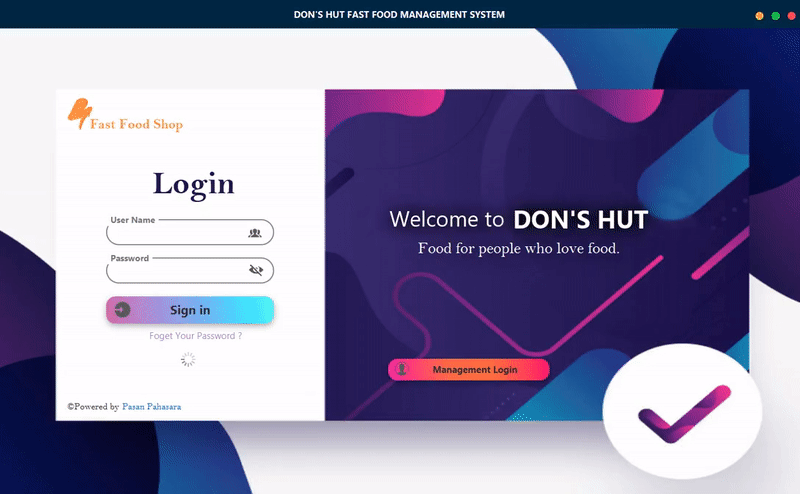 DON'S HUT FAST FOOD MANAGEMENT SYSTEM
Fast Food Shop
Login
User Name
Password
Sign in
Foget Your Password ?
©Powered by Pasan Pahasara
Welcome to DON'S HUT
Food for people who love food.
Management Login